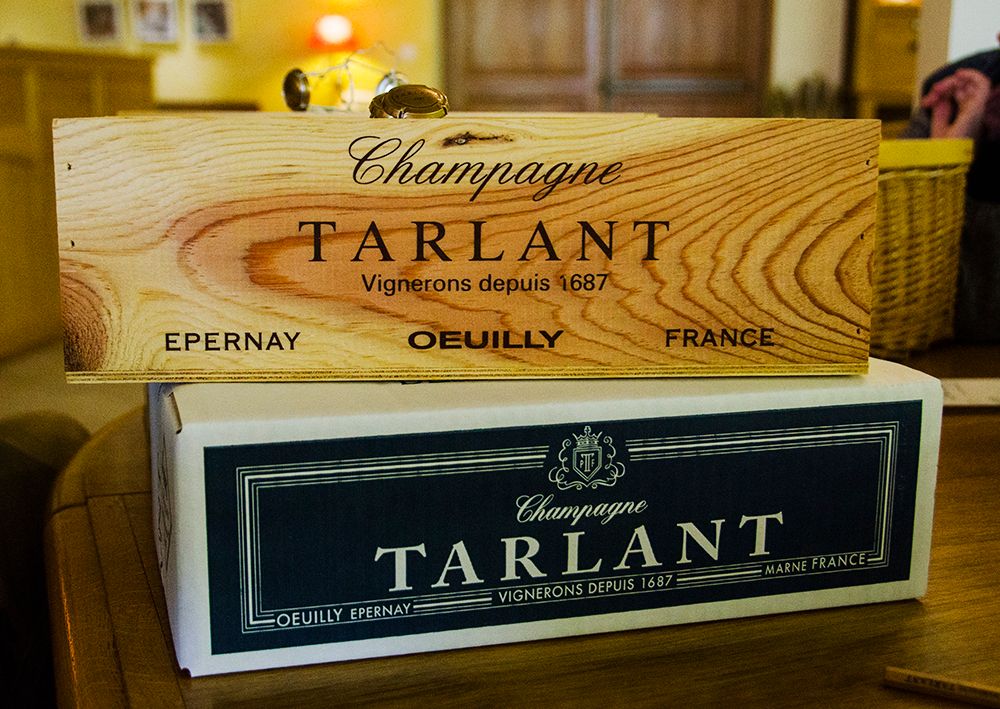 Champagne
TARLANT
Vignerons depuis 1687
EPERNAY OEUILLY FRANCE
Champagne
TARLANT
OEUILLY EPERNAY VIGNERONS DEPUIS 1687 MARNE FRANCE